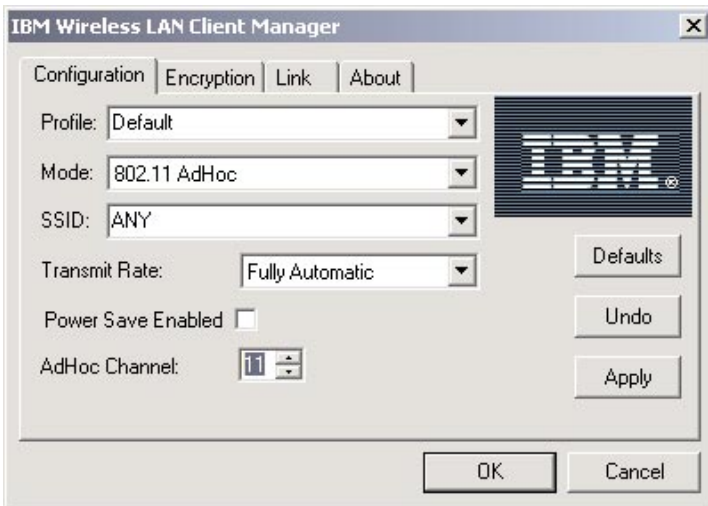 IBM Wireless LAN Client Manager
Configuration Encryption Link About
Profile: Default
IBM®
Mode: 802.11 AdHoc
SSID: ANY
Transmit Rate: Fully Automatic
Defaults
Power Save Enabled
Undo
AdHoc Channel: 11
Apply
OK Cancel